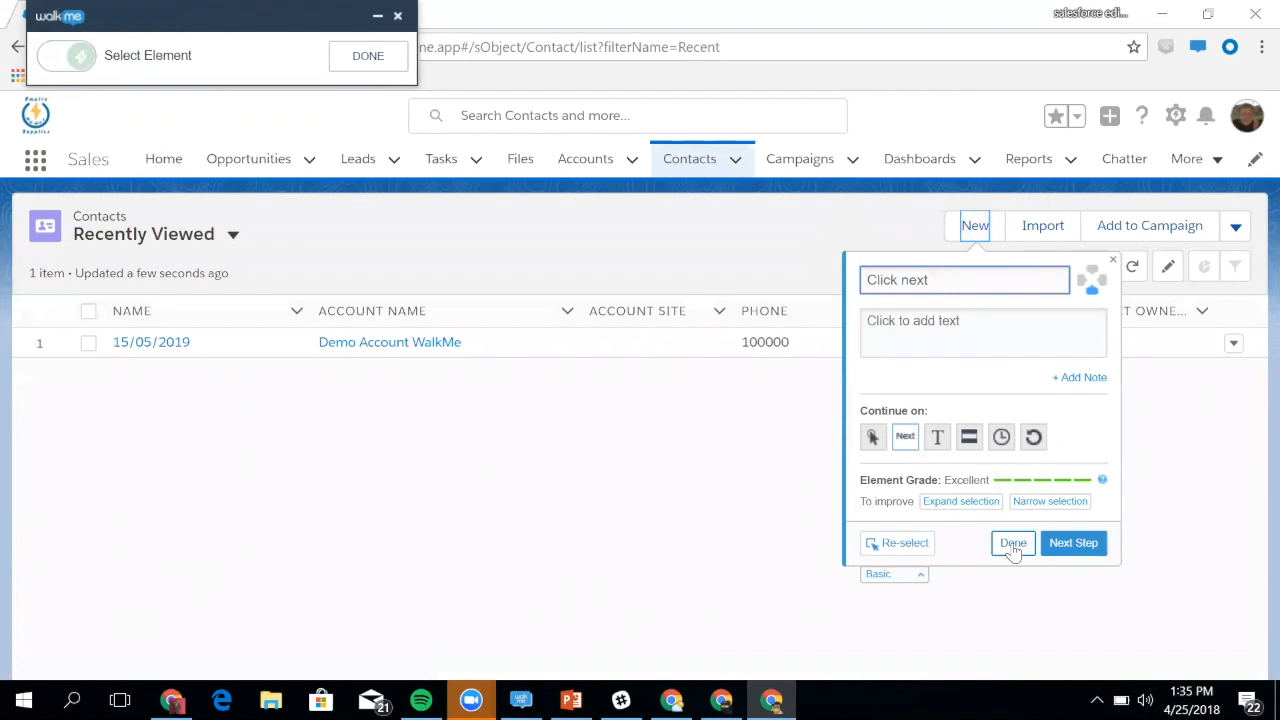 walkme
salesforce edi...
Select Element
DONE
ne.app#/sObject/Contact/list?filterName=Recent
Empire
Supplies
Search Contacts and more...
Sales
Home
Opportunities
Leads
Tasks
Files
Accounts
Contacts
Campaigns
Dashboards
Reports
Chatter
More
Contacts
Recently Viewed
New
Import
Add to Campaign
1 item • Updated a few seconds ago
NAME
ACCOUNT NAME
ACCOUNT SITE
PHONE
T OWNE...
1
15/05/2019
Demo Account WalkMe
100000
Click next
Click to add text
+ Add Note
Continue on:
Next
T
Element Grade: Excellent
To improve
Expand selection
Narrow selection
Re-select
Done
Next Step
Basic
21
walk me
1:35 PM
4/25/2018
22